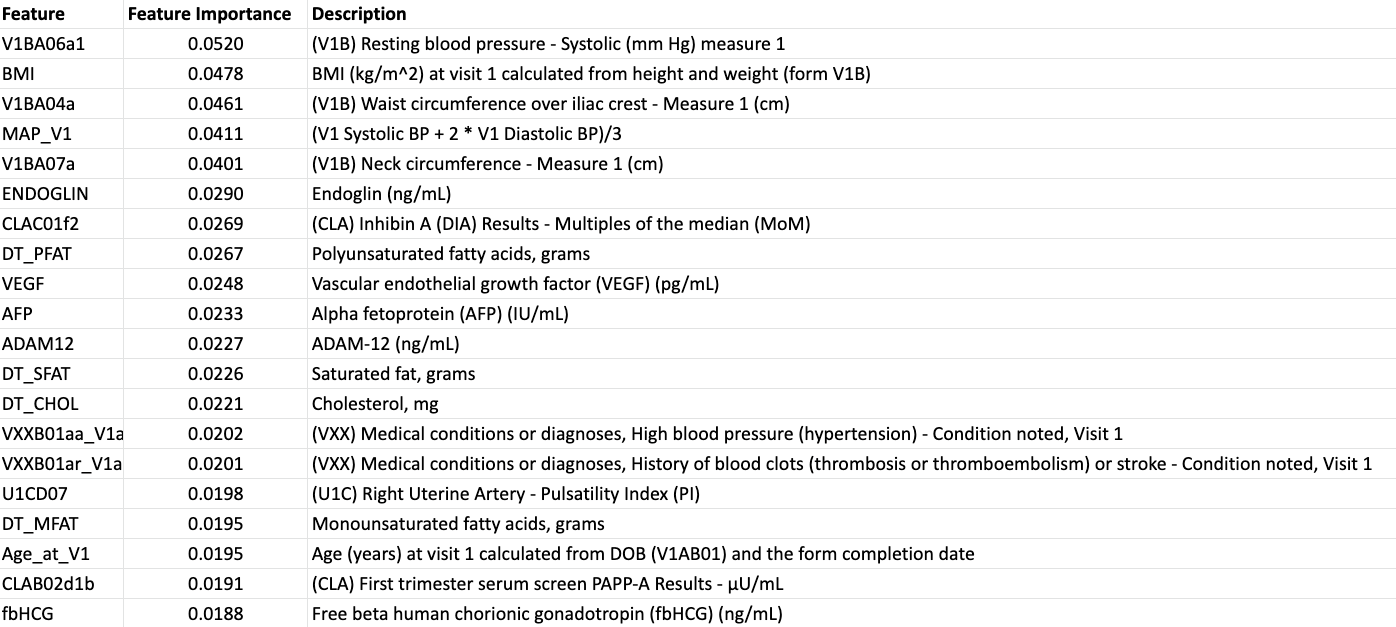 Feature Feature Importance Description
V1BA06a1 0.0520 (V1B) Resting blood pressure - Systolic (mm Hg) measure 1
BMI 0.0478 BMI (kg/m^2) at visit 1 calculated from height and weight (form V1B)
V1BA04a 0.0461 (V1B) Waist circumference over iliac crest - Measure 1 (cm)
MAP_V1 0.0411 (V1 Systolic BP + 2 * V1 Diastolic BP)/3
V1BA07a 0.0401 (V1B) Neck circumference - Measure 1 (cm)
ENDOGLIN 0.0290 Endoglin (ng/mL)
CLAC01f2 0.0269 (CLA) Inhibin A (DIA) Results - Multiples of the median (MoM)
DT_PFAT 0.0267 Polyunsaturated fatty acids, grams
VEGF 0.0248 Vascular endothelial growth factor (VEGF) (pg/mL)
AFP 0.0233 Alpha fetoprotein (AFP) (IU/mL)
ADAM12 0.0227 ADAM-12 (ng/mL)
DT_SFAT 0.0226 Saturated fat, grams
DT_CHOL 0.0221 Cholesterol, mg
VXXB01aa_V1a 0.0202 (VXX) Medical conditions or diagnoses, High blood pressure (hypertension) - Condition noted, Visit 1
VXXB01ar_V1a 0.0201 (VXX) Medical conditions or diagnoses, History of blood clots (thrombosis or thromboembolism) or stroke - Condition noted, Visit 1
U1CD07 0.0198 (U1C) Right Uterine Artery - Pulsatility Index (PI)
DT_MFAT 0.0195 Monounsaturated fatty acids, grams
Age_at_V1 0.0195 Age (years) at visit 1 calculated from DOB (V1AB01) and the form completion date
CLAB02d1b 0.0191 (CLA) First trimester serum screen PAPP-A Results - µU/mL
fbHCG 0.0188 Free beta human chorionic gonadotropin (fbHCG) (ng/mL)